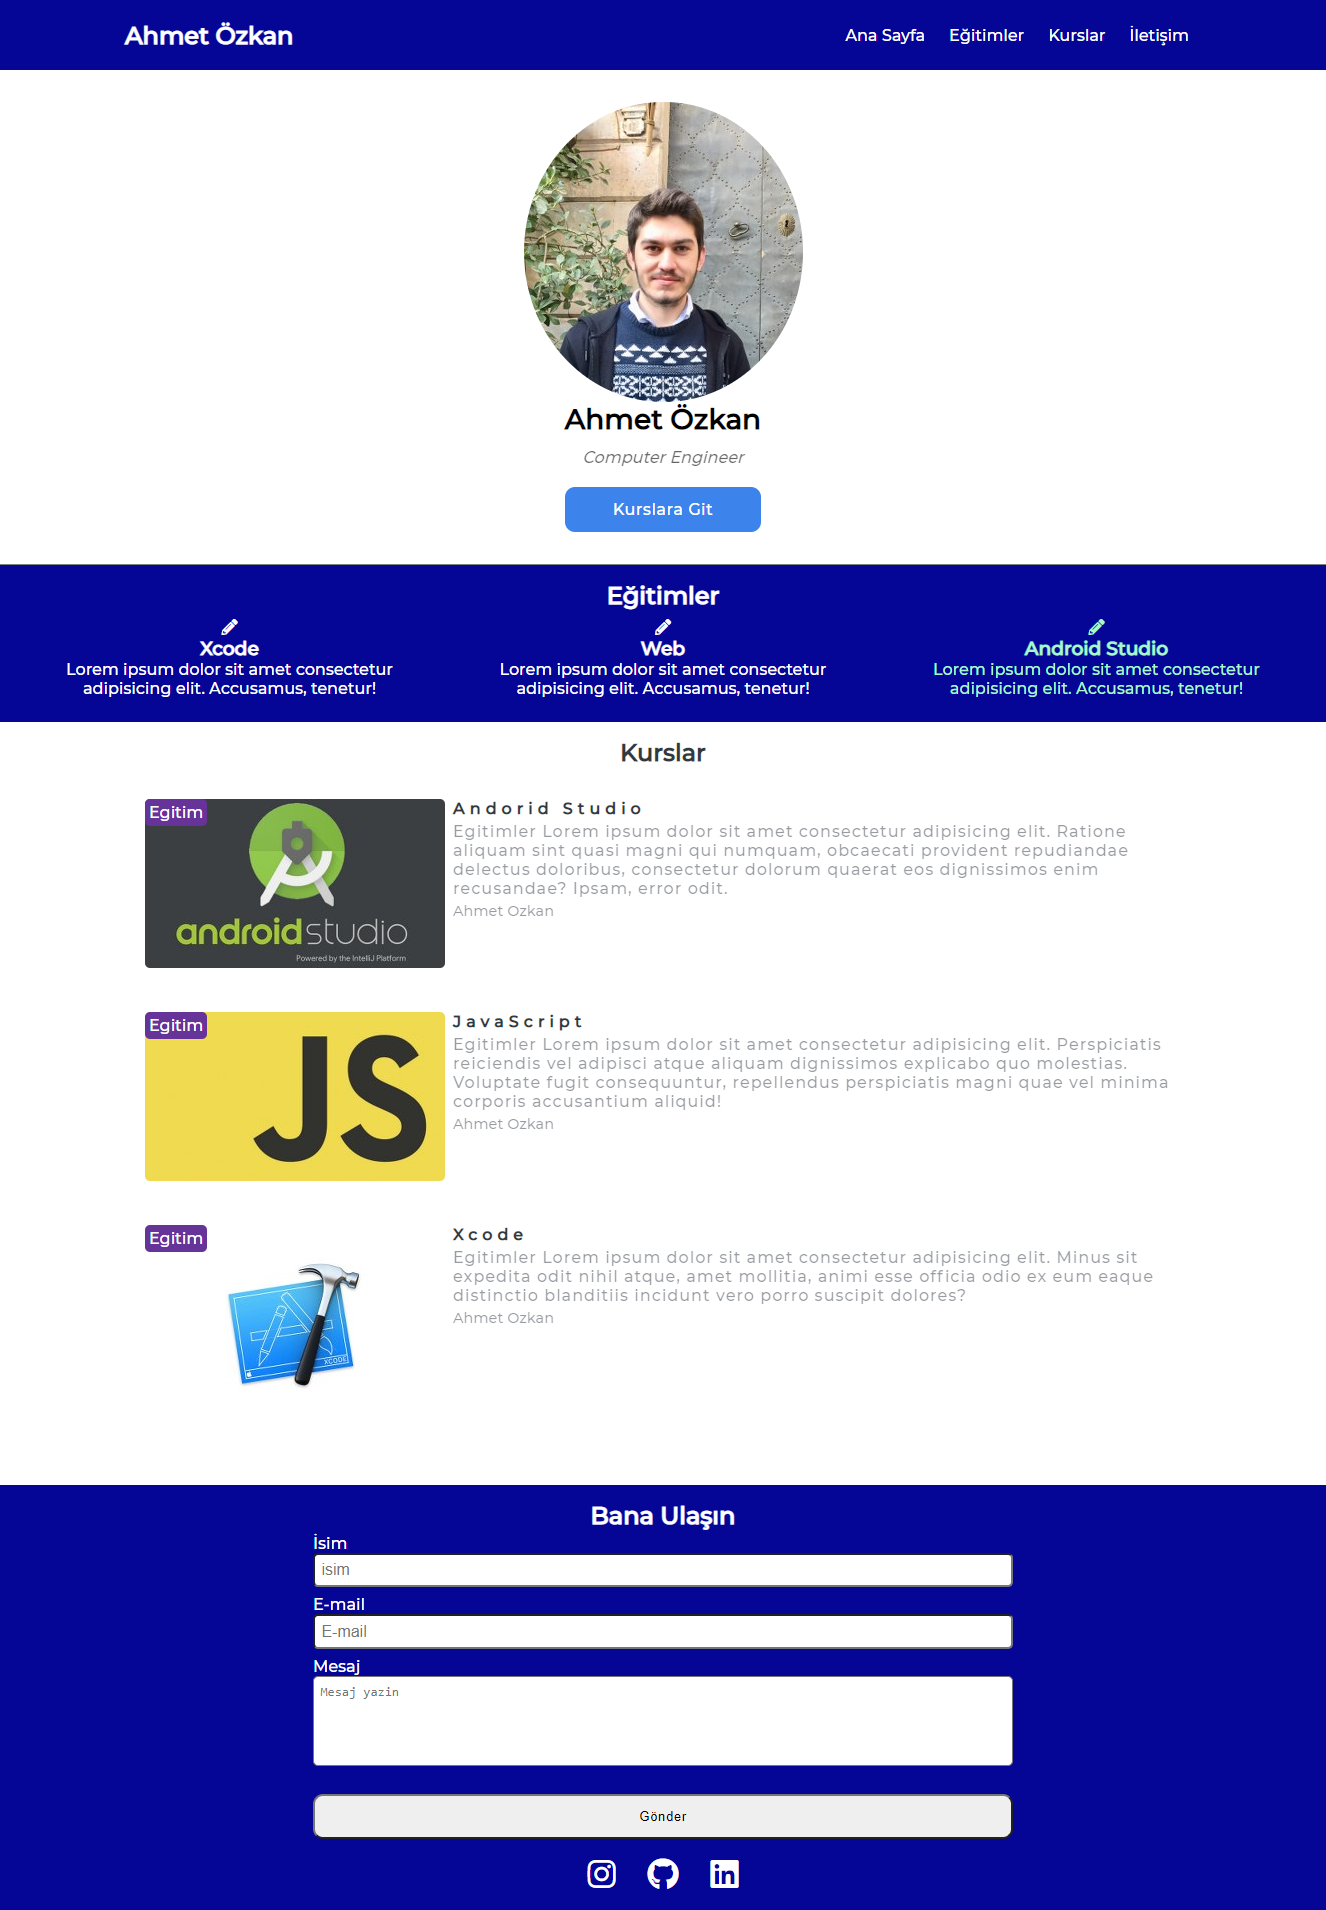 Ahmet Özkan
Ana Sayfa Eğitimler Kurslar İletişim
Ahmet Özkan
Computer Engineer
Kurslara Git
Eğitimler
Xcode
Lorem ipsum dolor sit amet consectetur
adipisicing elit. Accusamus, tenetur!
Web
Lorem ipsum dolor sit amet consectetur
adipisicing elit. Accusamus, tenetur!
Android Studio
Lorem ipsum dolor sit amet consectetur
adipisicing elit. Accusamus, tenetur!
Kurslar
Egitim
androidstudio
Powered by the IntelliJ Platform
Andorid Studio
Egitimler Lorem ipsum dolor sit amet consectetur adipisicing elit. Ratione
aliquam sint quasi magni qui numquam, obcaecati provident repudiandae
delectus doloribus, consectetur dolorum quaerat eos dignissimos enim
recusandae? Ipsam, error odit.
Ahmet Ozkan
Egitim
JS
JavaScript
Egitimler Lorem ipsum dolor sit amet consectetur adipisicing elit. Perspiciatis
reiciendis vel adipisci atque aliquam dignissimos explicabo quo molestias.
Voluptate fugit consequuntur, repellendus perspiciatis magni quae vel minima
corporis accusantium aliquid!
Ahmet Ozkan
Egitim
XCODE
Xcode
Egitimler Lorem ipsum dolor sit amet consectetur adipisicing elit. Minus sit
expedita odit nihil atque, amet mollitia, animi esse officia odio ex eum eaque
distinctio blanditiis incidunt vero porro suscipit dolores?
Ahmet Ozkan
Bana Ulaşın
İsim
isim
E-mail
E-mail
Mesaj
Mesaj yazin
Gönder
in